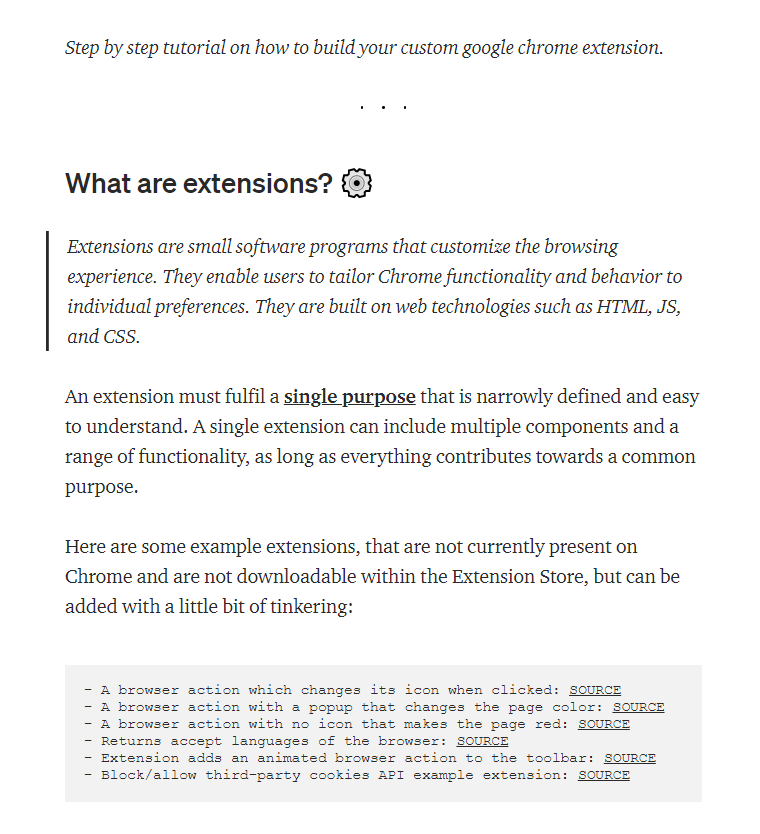 Step by step tutorial on how to build your custom google chrome extension.
. . .
What are extensions?
Extensions are small software programs that customize the browsing
experience. They enable users to tailor Chrome functionality and behavior to
individual preferences. They are built on web technologies such as HTML, JS,
and CSS.
An extension must fulfil a single purpose that is narrowly defined and easy
to understand. A single extension can include multiple components and a
range of functionality, as long as everything contributes towards a common
purpose.
Here are some example extensions, that are not currently present on
Chrome and are not downloadable within the Extension Store, but can be
added with a little bit of tinkering:
- A browser action which changes its icon when clicked: SOURCE
- A browser action with a popup that changes the page color: SOURCE
- A browser action with no icon that makes the page red: SOURCE
- Returns accept languages of the browser: SOURCE
- Extension adds an animated browser action to the toolbar: SOURCE
- Block/allow third-party cookies API example extension: SOURCE